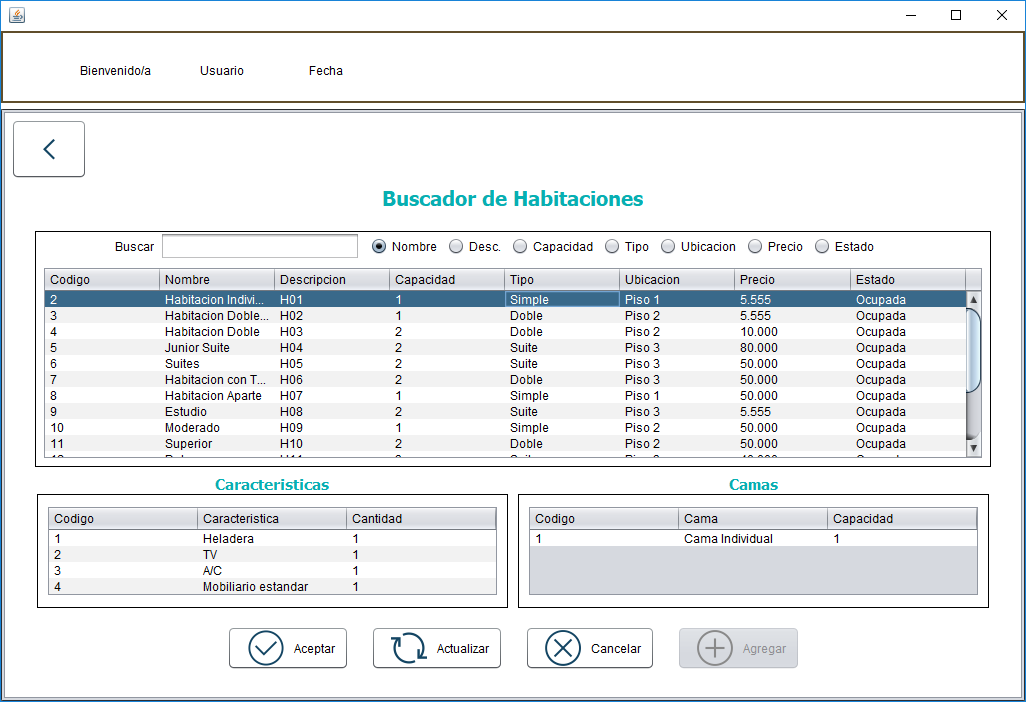 Bienvenido/a Usuario Fecha
Buscador de Habitaciones
Buscar Nombre Desc. Capacidad Tipo Ubicacion Precio Estado
Codigo Nombre Descripcion Capacidad Tipo Ubicacion Precio Estado
2 Habitacion Indivi... H01 1 Simple Piso 1 5.555 Ocupada
3 Habitacion Doble... H02 1 Doble Piso 2 5.555 Ocupada
4 Habitacion Doble H03 2 Doble Piso 2 10.000 Ocupada
5 Junior Suite H04 2 Suite Piso 3 80.000 Ocupada
6 Suites H05 2 Suite Piso 3 50.000 Ocupada
7 Habitacion con T... H06 2 Doble Piso 3 50.000 Ocupada
8 Habitacion Aparte H07 1 Simple Piso 1 50.000 Ocupada
9 Estudio H08 2 Suite Piso 3 5.555 Ocupada
10 Moderado H09 1 Simple Piso 2 50.000 Ocupada
11 Superior H10 2 Doble Piso 2 50.000 Ocupada
Caracteristicas
Codigo Caracteristica Cantidad
1 Heladera 1
2 TV 1
3 A/C 1
4 Mobiliario estandar 1
Camas
Codigo Cama Capacidad
1 Cama Individual 1
Aceptar Actualizar Cancelar Agregar